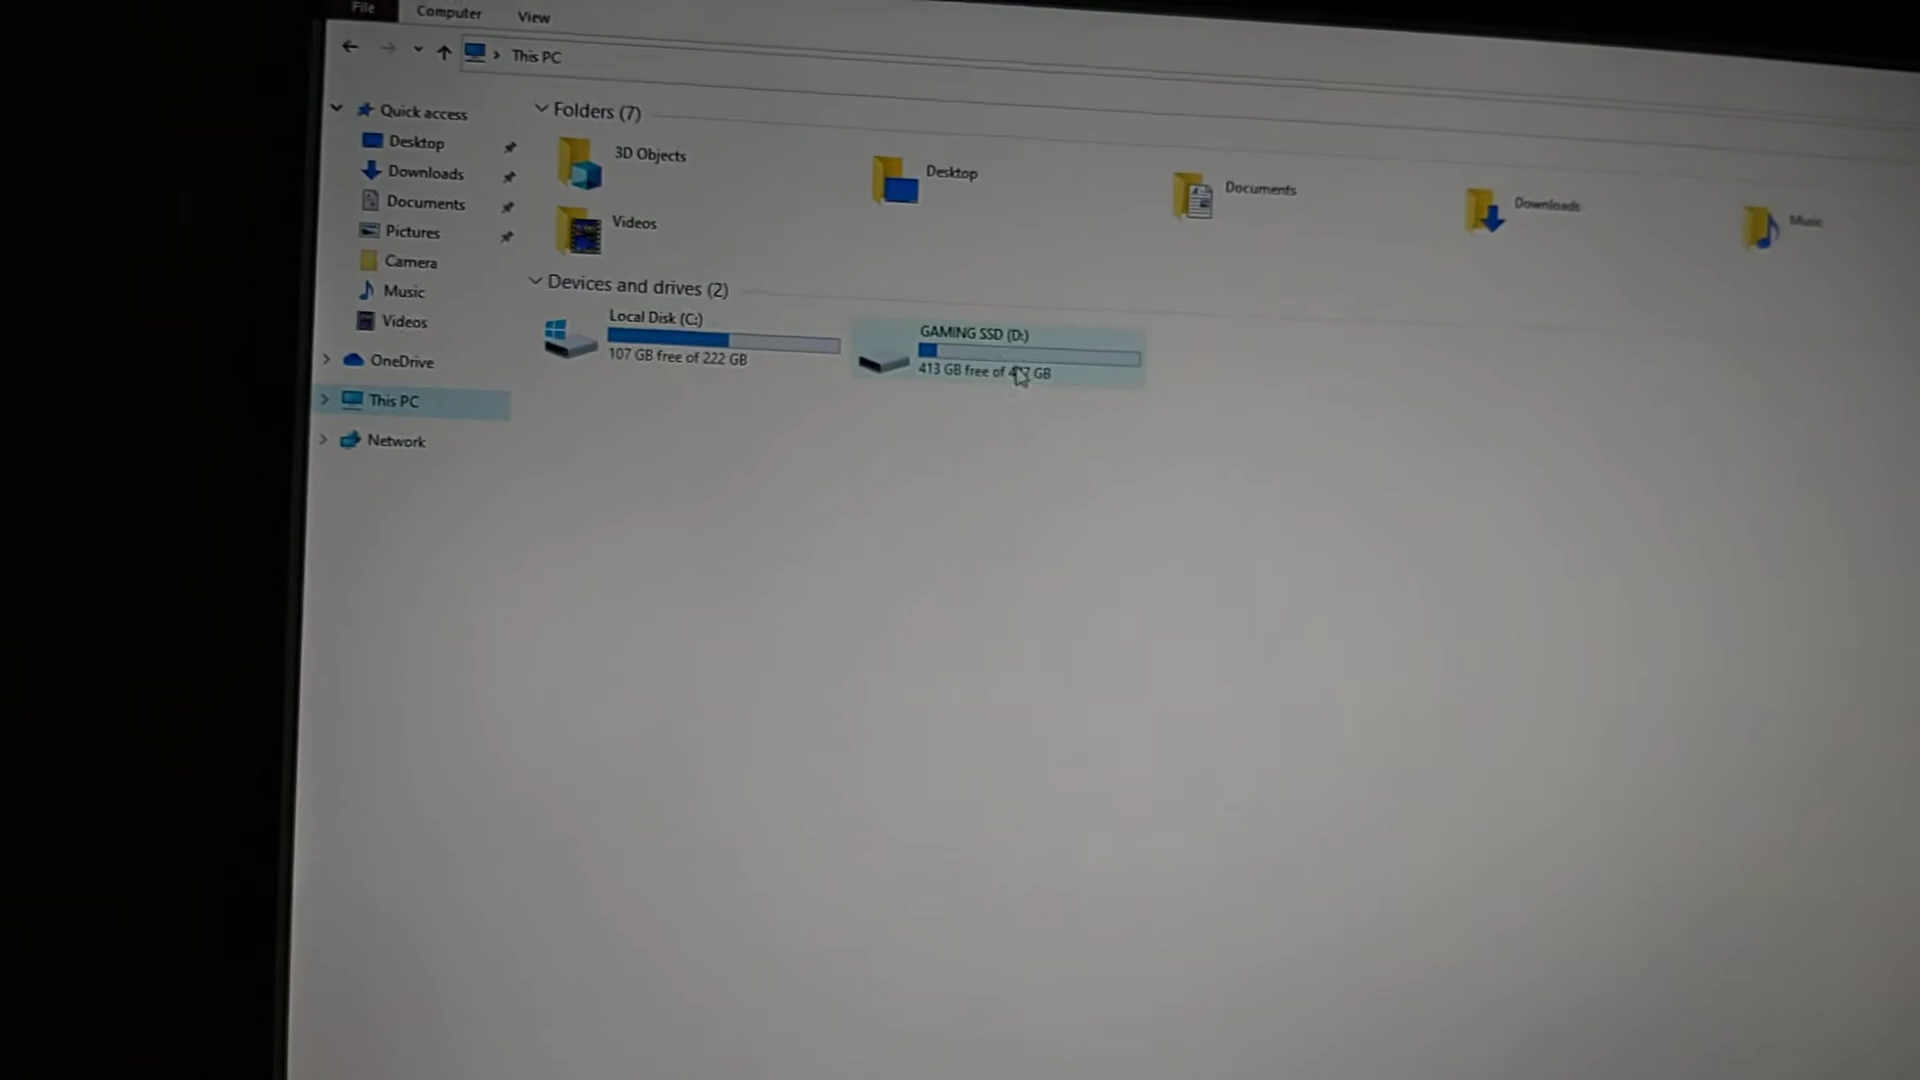 File Computer View
This PC
Quick access
Desktop
Downloads
Documents
Pictures
Camera
Music
Videos
OneDrive
This PC
Network
Folders (7)
3D Objects
Desktop
Documents
Downloads
Music
Videos
Devices and drives (2)
Local Disk (C:)
107 GB free of 222 GB
GAMING SSD (D:)
413 GB free of GB